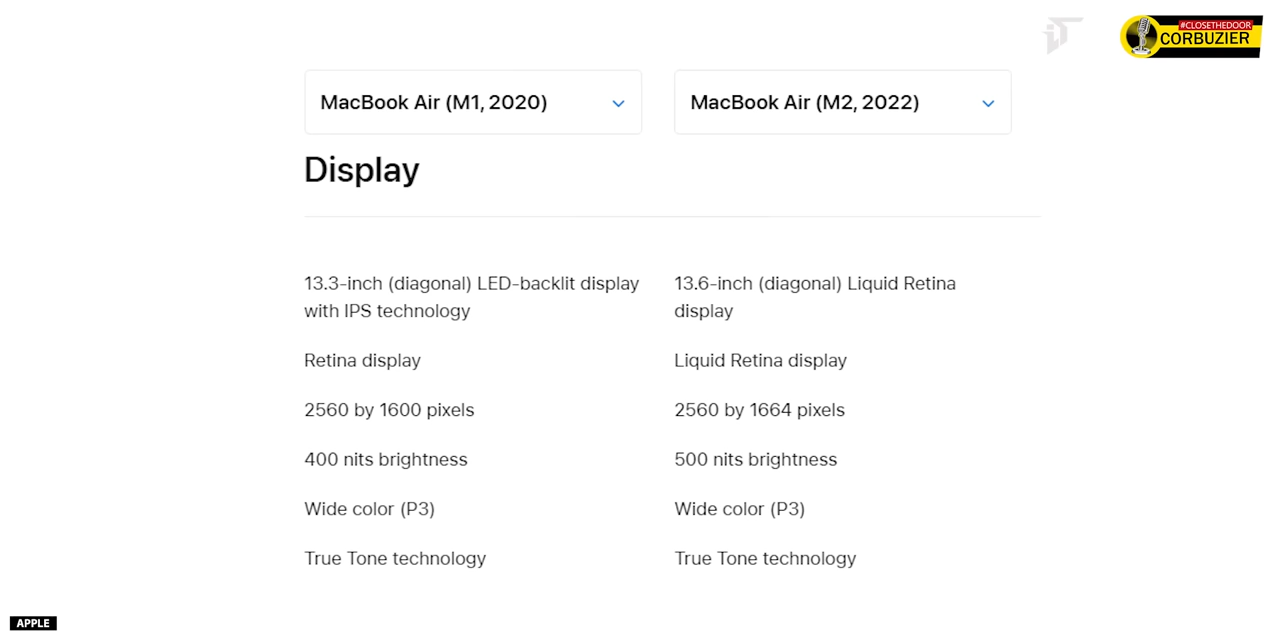 #CLOSETHEDOOR
CORBUZIER
MacBook Air (M1, 2020)
MacBook Air (M2, 2022)
Display
13.3-inch (diagonal) LED-backlit display
with IPS technology
13.6-inch (diagonal) Liquid Retina
display
Retina display
Liquid Retina display
2560 by 1600 pixels
2560 by 1664 pixels
400 nits brightness
500 nits brightness
Wide color (P3)
Wide color (P3)
True Tone technology
True Tone technology
APPLE